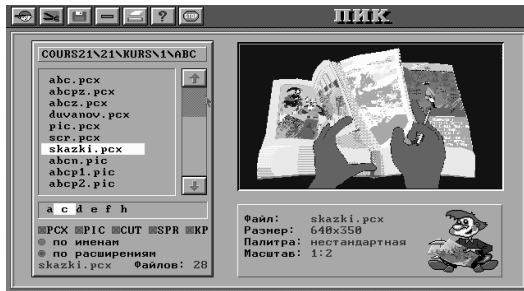 ? STOP ПИК
COURS21\21\KURS\1\ABC
abc.pcx
abcpz.pcx
abcz.pcx
duvanov.pcx
pic.pcx
scr.pcx
skazki.pcx
abcn.pic
abcp1.pic
abcp2.pic
a c d e f h
PCX PIC CUT SPR KP
по именам
по расширениям
skazki.pcx Файлов: 28
Файл: skazki.pcx
Размер: 640x350
Палитра: нестандартная
Масштаб: 1:2